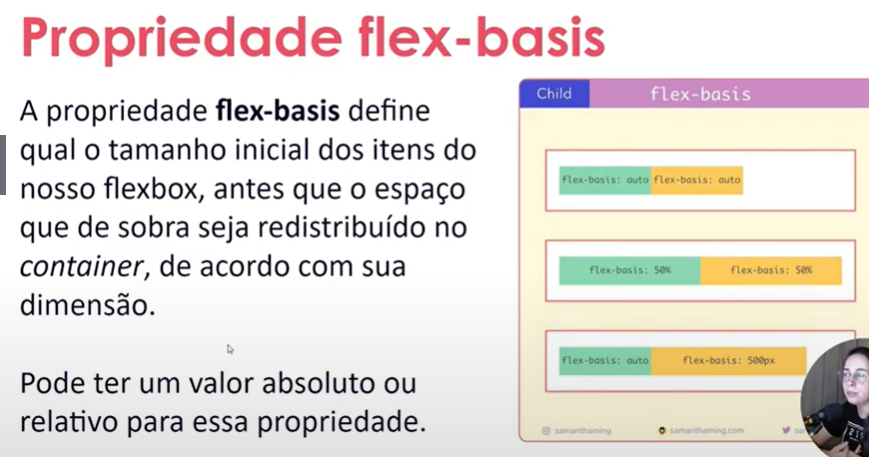 Propriedade flex-basis
A propriedade flex-basis define
qual o tamanho inicial dos itens do
nosso flexbox, antes que o espaço
que de sobra seja redistribuído no
container, de acordo com sua
dimensão.
Pode ter um valor absoluto ou
relativo para essa propriedade.
Child
flex-basis
flex-basis: auto flex-basis: auto
flex-basis: 50% flex-basis: 50%
flex-basis: auto flex-basis: 500px
samanthaming samanthaming.com